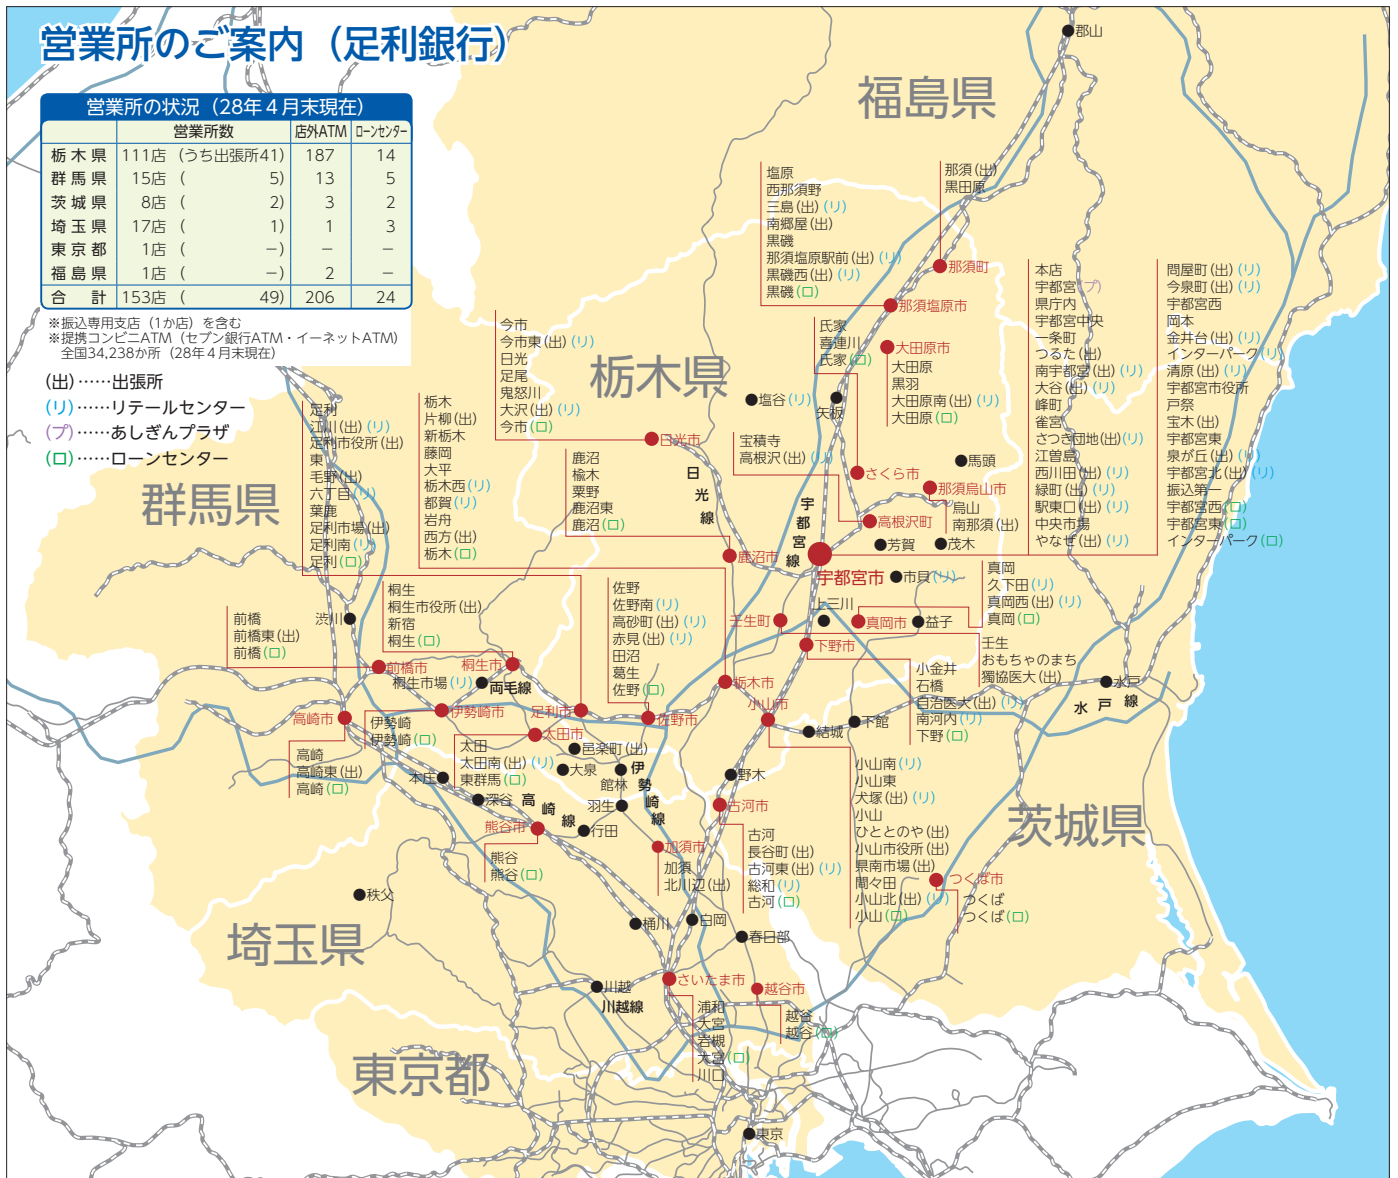 営業所のご案内（足利銀行）
営業所の状況（28年４月末現在）
営業所数 店外ATM ﾛｰﾝｾﾝﾀｰ
栃木県 111店（うち出張所41） 187 14
群馬県 15店（ 5） 13 5
茨城県 8店（ 2） 3 2
埼玉県 17店（ 1） 1 3
東京都 1店（ －） － －
福島県 1店（ －） 2 －
合計 153店（ 49） 206 24
※振込専用支店（1か店）を含む
※提携コンビニATM（セブン銀行ATM・イーネットATM）
全国34,238か所（28年４月末現在）
(出)……出張所
(リ)……リテールセンター
(プ)……あしぎんプラザ
(ロ)……ローンセンター
福島県
栃木県
群馬県
茨城県
埼玉県
東京都
郡山
塩原
西那須野
三島(出)(リ)
南郷屋(出)
黒磯
那須塩原駅前(出)(リ)
黒磯西(出)(リ)
黒磯(ロ)
那須塩原市
那須(出)
黒田原
那須町
本店
宇都宮(プ)
県庁内
宇都宮中央
一条町
つるた(出)
南宇都宮(出)(リ)
大谷(出)(リ)
峰町
雀宮
さつき団地(出)(リ)
江曽島
西川田(出)(リ)
緑町(出)(リ)
駅東口(出)(リ)
中央市場
やなぜ(出)(リ)
問屋町(出)(リ)
今泉町(出)(リ)
宇都宮西
岡本
金井台(出)(リ)
インターパーク(リ)
清原(出)(リ)
宇都宮市役所
戸祭
宝木(出)
宇都宮東
泉が丘(出)(リ)
宇都宮北(出)(リ)
振込第一
宇都宮西(ロ)
宇都宮東(ロ)
インターパーク(ロ)
宇都宮市
今市
今市東(出)(リ)
日光
足尾
鬼怒川
大沢(出)(リ)
今市(ロ)
日光市
氏家
喜連川
氏家(ロ)
さくら市
大田原市
大田原
黒羽
大田原南(出)(リ)
大田原(ロ)
塩谷(リ)
矢板
宝積寺
高根沢(出)(リ)
高根沢町
馬頭
那須烏山市
烏山
南那須(出)
芳賀
茂木
市貝(リ)
足利
江川(出)(リ)
足利市役所(出)
東
毛野(出)
六丁目(リ)
葉鹿
足利市場(出)
足利南(リ)
足利(ロ)
足利市
栃木
片柳(出)
新栃木
藤岡
大平
栃木西(リ)
都賀(リ)
岩舟
西方(出)
栃木(ロ)
栃木市
鹿沼
楡木
粟野
鹿沼東
鹿沼(ロ)
鹿沼市
日光線
宇都宮線
真岡
久下田(リ)
真岡西(出)(リ)
真岡(ロ)
真岡市
上三川
益子
壬生町
壬生
おもちゃのまち
獨協医大(出)
下野市
小金井
石橋
自治医大(出)(リ)
南河内(リ)
下野(ロ)
前橋
前橋東(出)
前橋(ロ)
前橋市
渋川
桐生
桐生市役所(出)
新宿
桐生(ロ)
桐生市
桐生市場(リ)
両毛線
佐野
佐野南(リ)
高砂町(出)(リ)
赤見(出)(リ)
田沼
葛生
佐野(ロ)
佐野市
高崎市
高崎
高崎東(出)
高崎(ロ)
伊勢崎市
伊勢崎
伊勢崎(ロ)
太田市
太田
太田南(出)(リ)
東群馬(ロ)
邑楽町(出)
大泉
館林
伊勢崎線
羽生
行田
本庄
深谷
高崎線
熊谷市
熊谷
熊谷(ロ)
小山市
小山南(リ)
小山東
犬塚(出)(リ)
小山
ひととのや(出)
小山市役所(出)
県南市場(出)
間々田
小山北(出)(リ)
小山(ロ)
結城
下館
水戸
水戸線
野木
古河市
古河
長谷町(出)
古河東(出)(リ)
総和(リ)
古河(ロ)
加須市
加須
北川辺(出)
つくば市
つくば
つくば(ロ)
秩父
桶川
白岡
春日部
川越
川越線
さいたま市
浦和
大宮
岩槻
大宮(ロ)
川口
越谷市
越谷
越谷(ロ)
東京